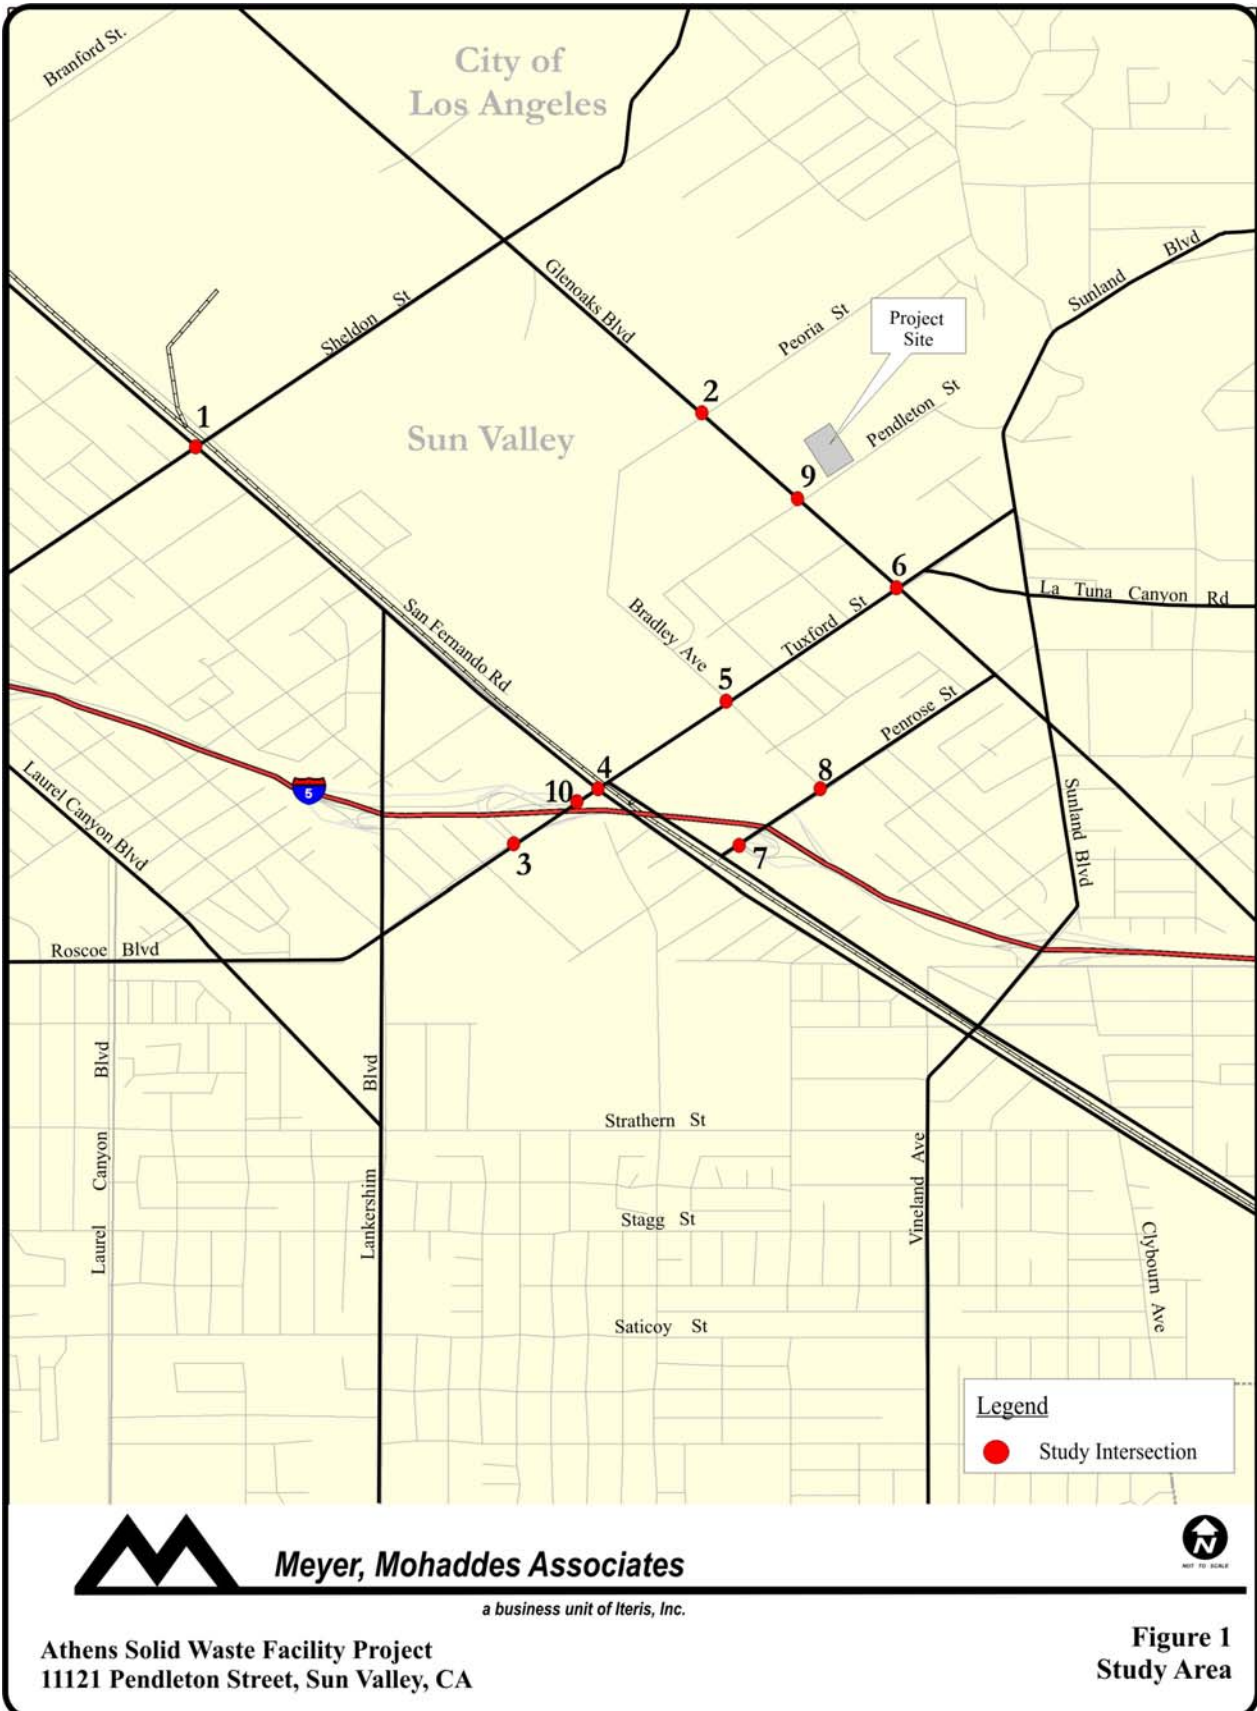 Branford St.
City of
Los Angeles
Sunland Blvd
Glenoaks Blvd
Sheldon St
Peoria St
Project
Site
Pendleton St
1
2
Sun Valley
9
6
La Tuna Canyon Rd
San Fernando Rd
Bradley Ave
Tuxford St
5
Penrose St
4
8
10
5
Laurel Canyon Blvd
3
7
Sunland Blvd
Roscoe Blvd
Laurel Canyon Blvd
Lankershim Blvd
Strathern St
Vineland Ave
Stagg St
Clybourn Ave
Saticoy St
Legend
Study Intersection
Meyer, Mohaddes Associates
a business unit of Iteris, Inc.
N
NOT TO SCALE
Athens Solid Waste Facility Project
11121 Pendleton Street, Sun Valley, CA
Figure 1
Study Area